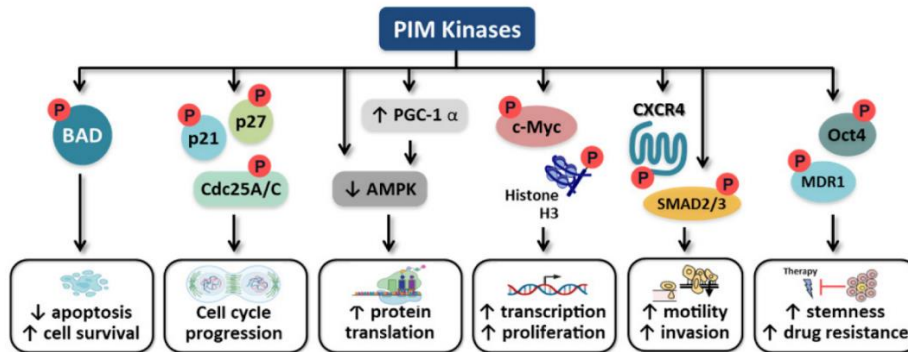 PIM Kinases
P
BAD
P
p21
P
p27
P
Cdc25A/C
↑ PGC-1 α
↓ AMPK
P
c-Myc
P
Histone
H3
CXCR4
P
P
SMAD2/3
P
Oct4
P
MDR1
↓ apoptosis
↑ cell survival
Cell cycle
progression
↑ protein
translation
↑ transcription
↑ proliferation
↑ motility
↑ invasion
Therapy
↑ stemness
↑ drug resistance